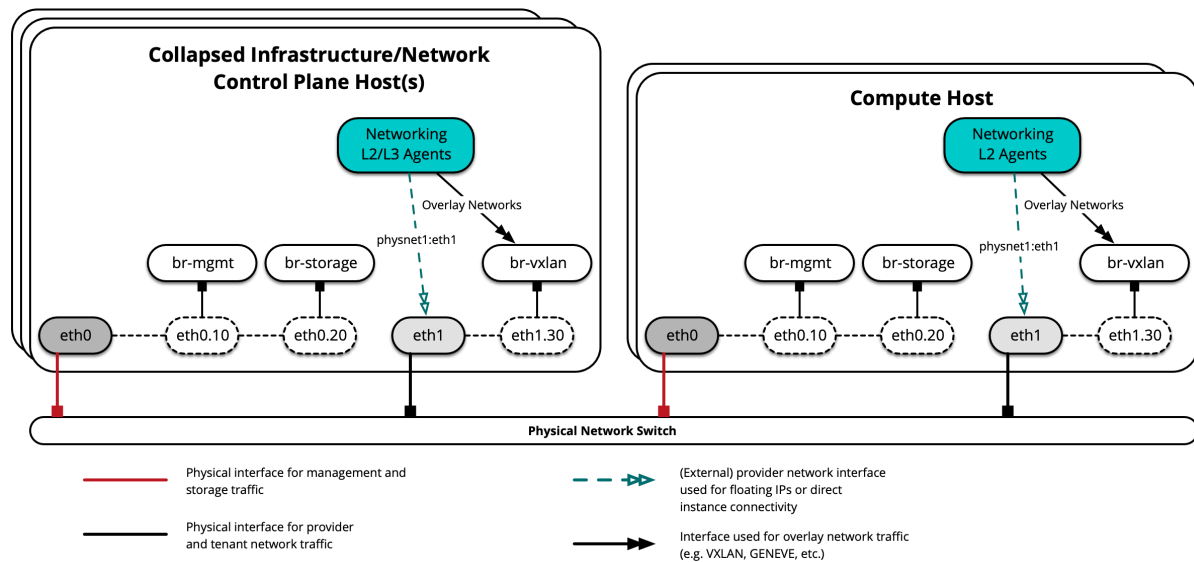 Collapsed Infrastructure/Network
Control Plane Host(s)
Networking
L2/L3 Agents
Overlay Networks
physnet1:eth1
br-mgmt
br-storage
br-vxlan
eth0
eth0.10
eth0.20
eth1
eth1.30
Compute Host
Networking
L2 Agents
Overlay Networks
physnet1:eth1
br-mgmt
br-storage
br-vxlan
eth0
eth0.10
eth0.20
eth1
eth1.30
Physical Network Switch
Physical interface for management and
storage traffic
Physical interface for provider
and tenant network traffic
(External) provider network interface
used for floating IPs or direct
instance connectivity
Interface used for overlay network traffic
(e.g. VXLAN, GENEVE, etc.)